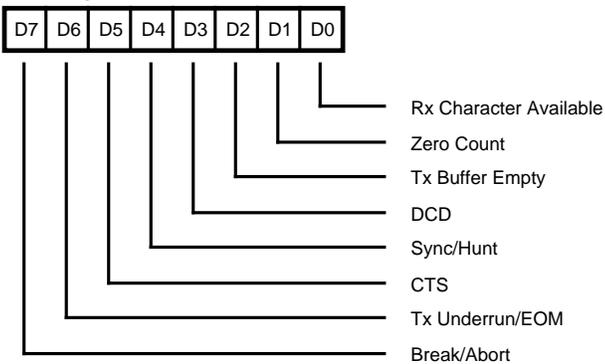 D7 D6 D5 D4 D3 D2 D1 D0
Rx Character Available
Zero Count
Tx Buffer Empty
DCD
Sync/Hunt
CTS
Tx Underrun/EOM
Break/Abort